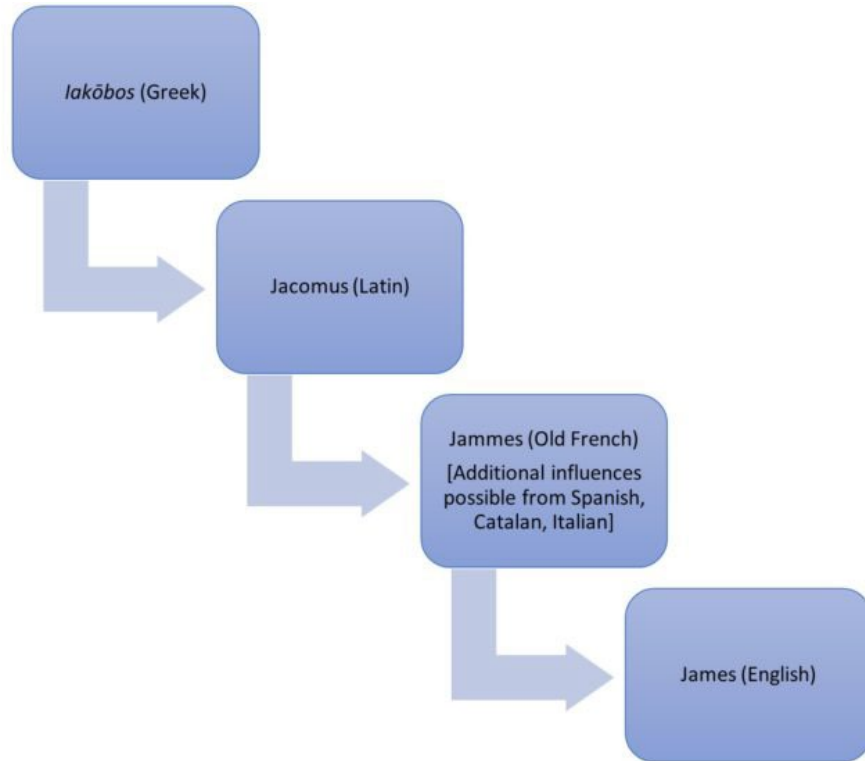 Iakōbos (Greek)
Jacomus (Latin)
Jammes (Old French)
[Additional influences
possible from Spanish,
Catalan, Italian]
James (English)